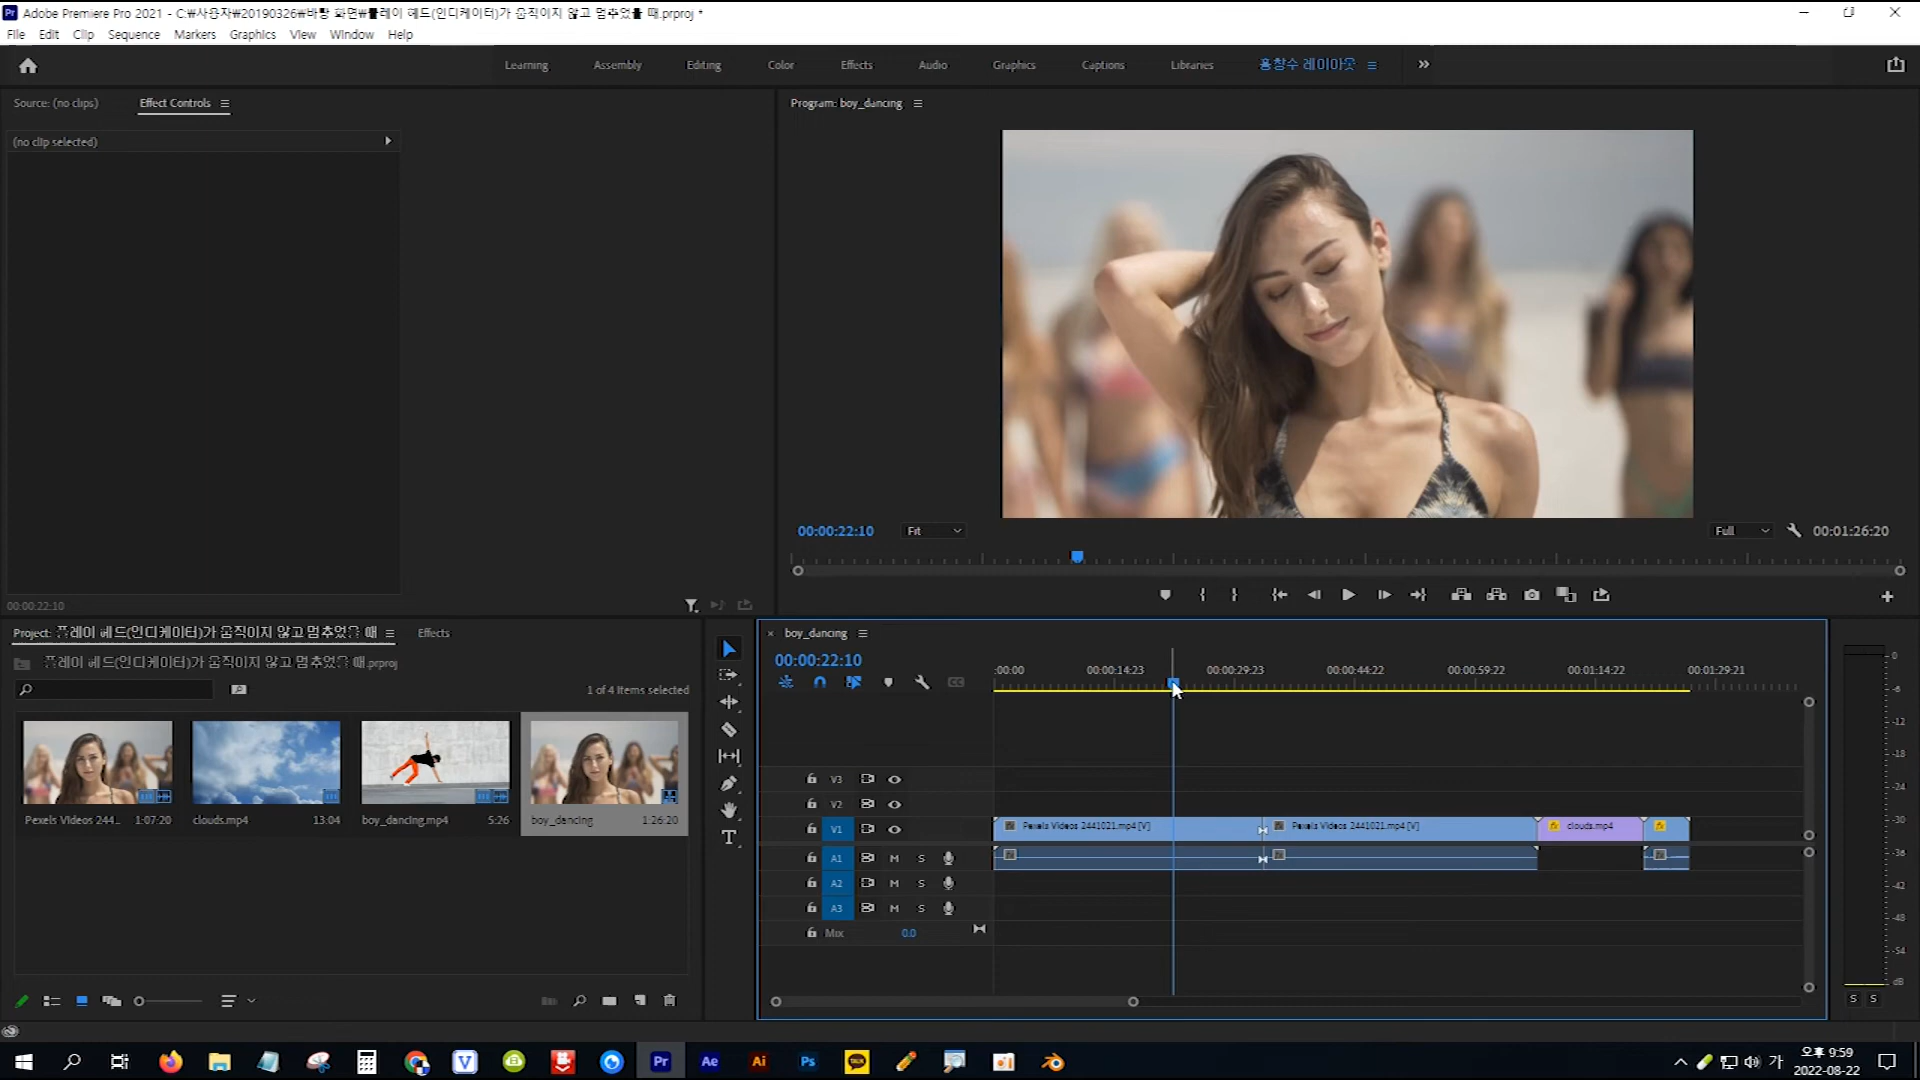 Adobe Premiere Pro 2021 - C:₩사용자₩20190326₩바탕 화면₩플레이 헤드(인디케이터)가 움직이지 않고 멈추었을 때.prproj *
File Edit Clip Sequence Markers Graphics View Window Help
Learning Assembly Editing Color Effects Audio Graphics Captions Libraries 홍창수 레이아웃
Source: (no clips) Effect Controls
Program: boy_dancing
(no clip selected)
00:00:22:10 Fit Full 00:01:26:20
00:00:22:10
Project: 플레이 헤드(인디케이터)가 움직이지 않고 멈추었을 때 Effects
플레이 헤드(인디케이터)가 움직이지 않고 멈추었을 때.prproj
1 of 4 items selected
Pexels Videos 244... 1:07:20 clouds.mp4 13:04 boy_dancing.mp4 5:26 boy_dancing 1:26:20
boy_dancing
00:00:22:10
:00:00 00:00:14:23 00:00:29:23 00:00:44:22 00:00:59:22 00:01:14:22 00:01:29:21
V3
V2
V1 Pexels Videos 2441021.mp4 [V] Pexels Videos 2441021.mp4 [V] fx clouds.mp4 fx
A1 M S
A2 M S
A3 M S
Mix 0.0
0
-6
-12
-18
-24
-30
-36
-42
-48
-54
dB
S S
Pr Ae Ai Ps TALK
가 오후 9:59
2022-08-22